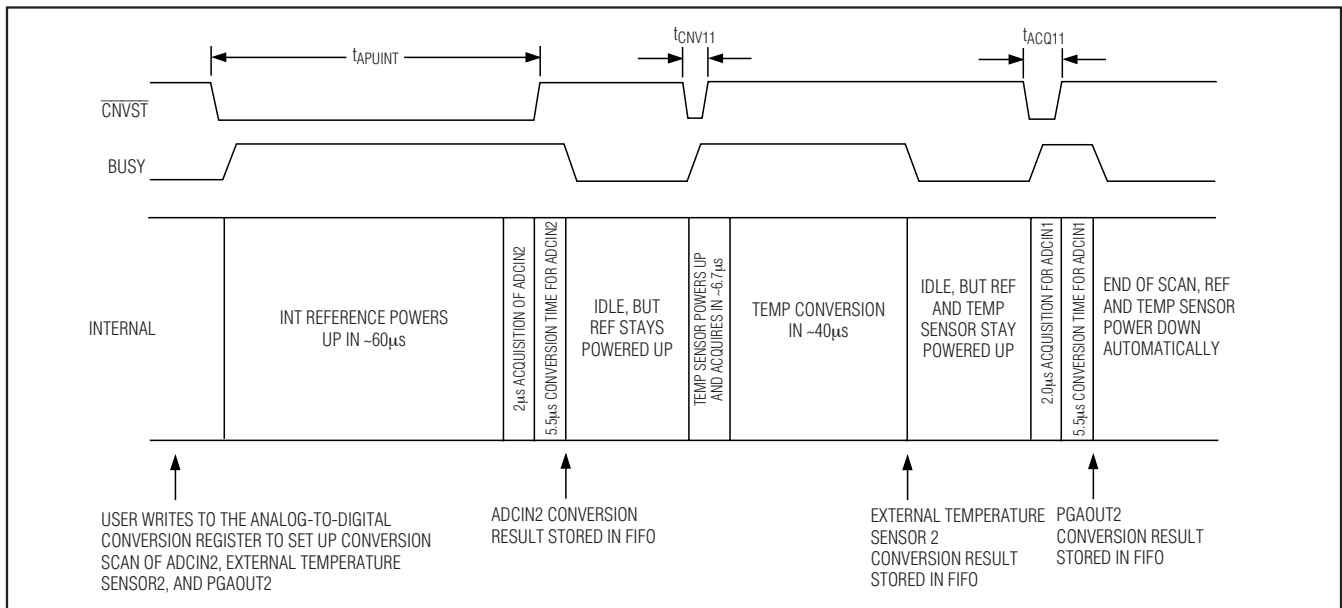 tAPUINT
tCNV11
tACQ11
CNVST
BUSY
INTERNAL
INT REFERENCE POWERS
UP IN ~60µs
2µs ACQUISITION OF ADCIN2
5.5µs CONVERSION TIME FOR ADCIN2
IDLE, BUT
REF STAYS
POWERED UP
TEMP SENSOR POWERS UP
AND ACQUIRES IN ~6.7µs
TEMP CONVERSION
IN ~40µs
IDLE, BUT REF
AND TEMP
SENSOR STAY
POWERED UP
2.0µs ACQUISITION FOR ADCIN1
5.5µs CONVERSION TIME FOR ADCIN1
END OF SCAN, REF
AND TEMP SENSOR
POWER DOWN
AUTOMATICALLY
USER WRITES TO THE ANALOG-TO-DIGITAL
CONVERSION REGISTER TO SET UP CONVERSION
SCAN OF ADCIN2, EXTERNAL TEMPERATURE
SENSOR2, AND PGAOUT2
ADCIN2 CONVERSION
RESULT STORED IN FIFO
EXTERNAL TEMPERATURE
SENSOR 2
CONVERSION RESULT
STORED IN FIFO
PGAOUT2
CONVERSION RESULT
STORED IN FIFO